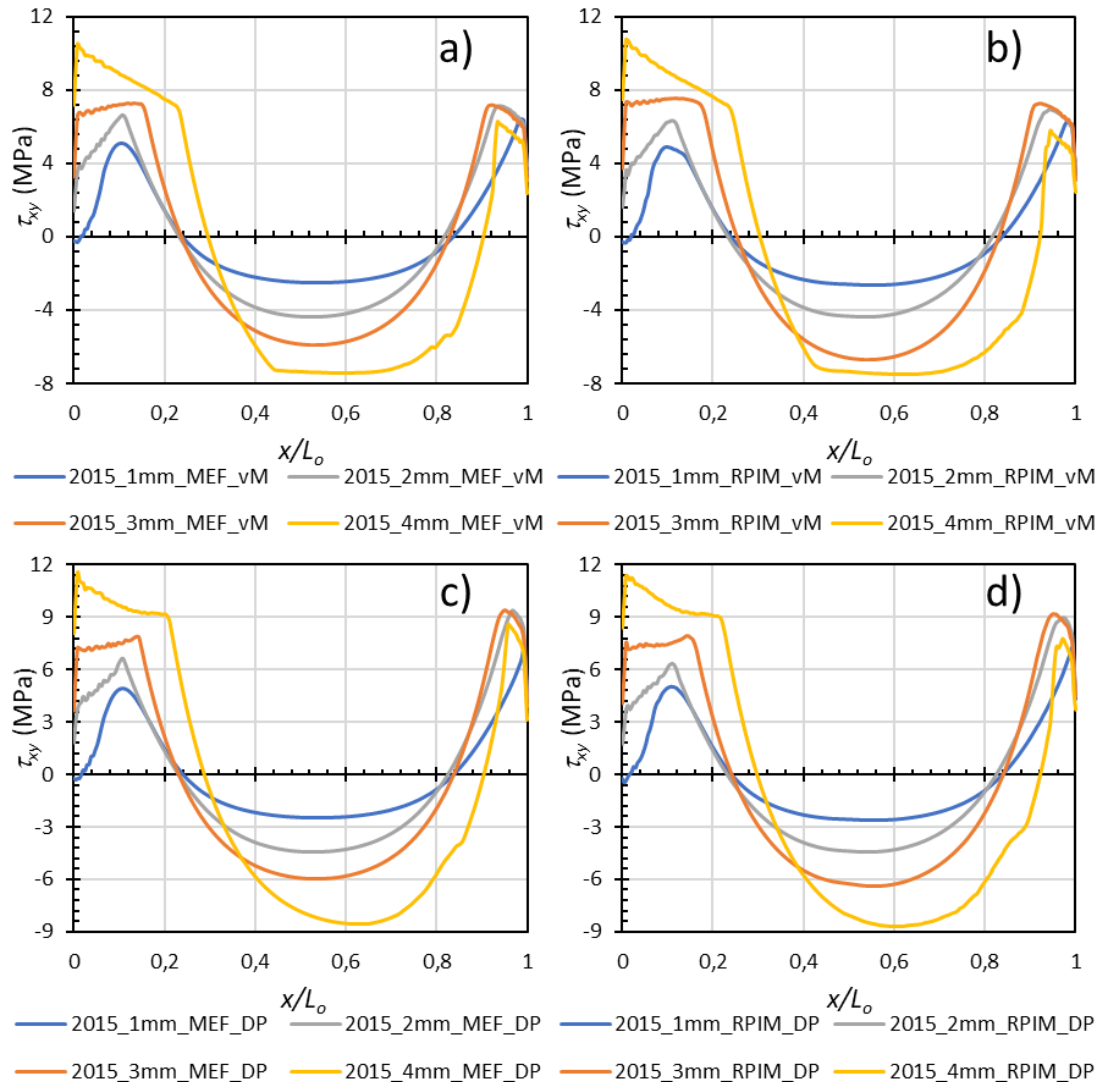 a)
τxy (MPa)
12
8
4
0
-4
-8
0 0,2 0,4 0,6 0,8 1
x/Lo
2015_1mm_MEF_vM 2015_2mm_MEF_vM
2015_3mm_MEF_vM 2015_4mm_MEF_vM
b)
τxy (MPa)
12
8
4
0
-4
-8
0 0,2 0,4 0,6 0,8 1
x/Lo
2015_1mm_RPIM_vM 2015_2mm_RPIM_vM
2015_3mm_RPIM_vM 2015_4mm_RPIM_vM
c)
τxy (MPa)
12
9
6
3
0
-3
-6
-9
0 0,2 0,4 0,6 0,8 1
x/Lo
2015_1mm_MEF_DP 2015_2mm_MEF_DP
2015_3mm_MEF_DP 2015_4mm_MEF_DP
d)
τxy (MPa)
12
9
6
3
0
-3
-6
-9
0 0,2 0,4 0,6 0,8 1
x/Lo
2015_1mm_RPIM_DP 2015_2mm_RPIM_DP
2015_3mm_RPIM_DP 2015_4mm_RPIM_DP